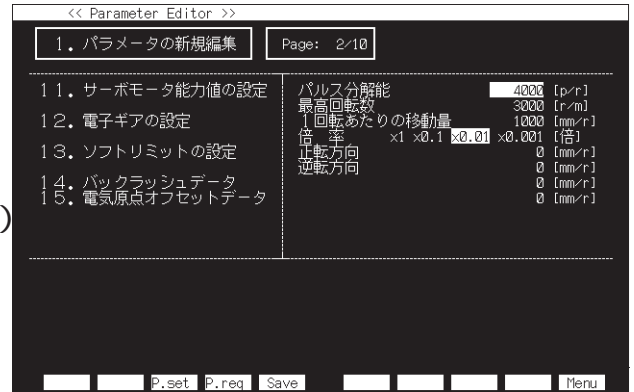 << Parameter Editor >>
1. パラメータの新規編集
Page: 2/10
11. サーボモータ能力値の設定
パルス分解能 4000 [p/r]
最高回転数 3000 [r/m]
12. 電子ギアの設定
1回転あたりの移動量 1000 [mm/r]
倍 率 x1 x0.1 x0.01 x0.001 [倍]
13. ソフトリミットの設定
正転方向 0 [mm/r]
逆転方向 0 [mm/r]
14. バックラッシュデータ
0 [mm/r]
15. 電気原点オフセットデータ
0 [mm/r]
)
P.set P.req Save Menu